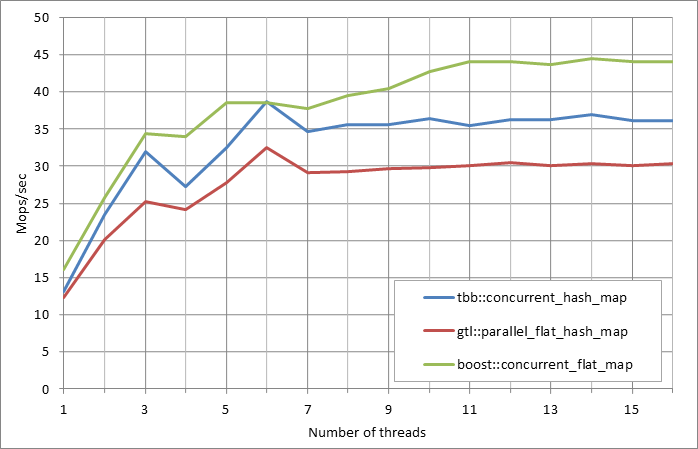 50
45
40
35
30
25
20
15
10
5
0
Mops/sec
tbb::concurrent_hash_map
gtl::parallel_flat_hash_map
boost::concurrent_flat_map
1 3 5 7 9 11 13 15
Number of threads